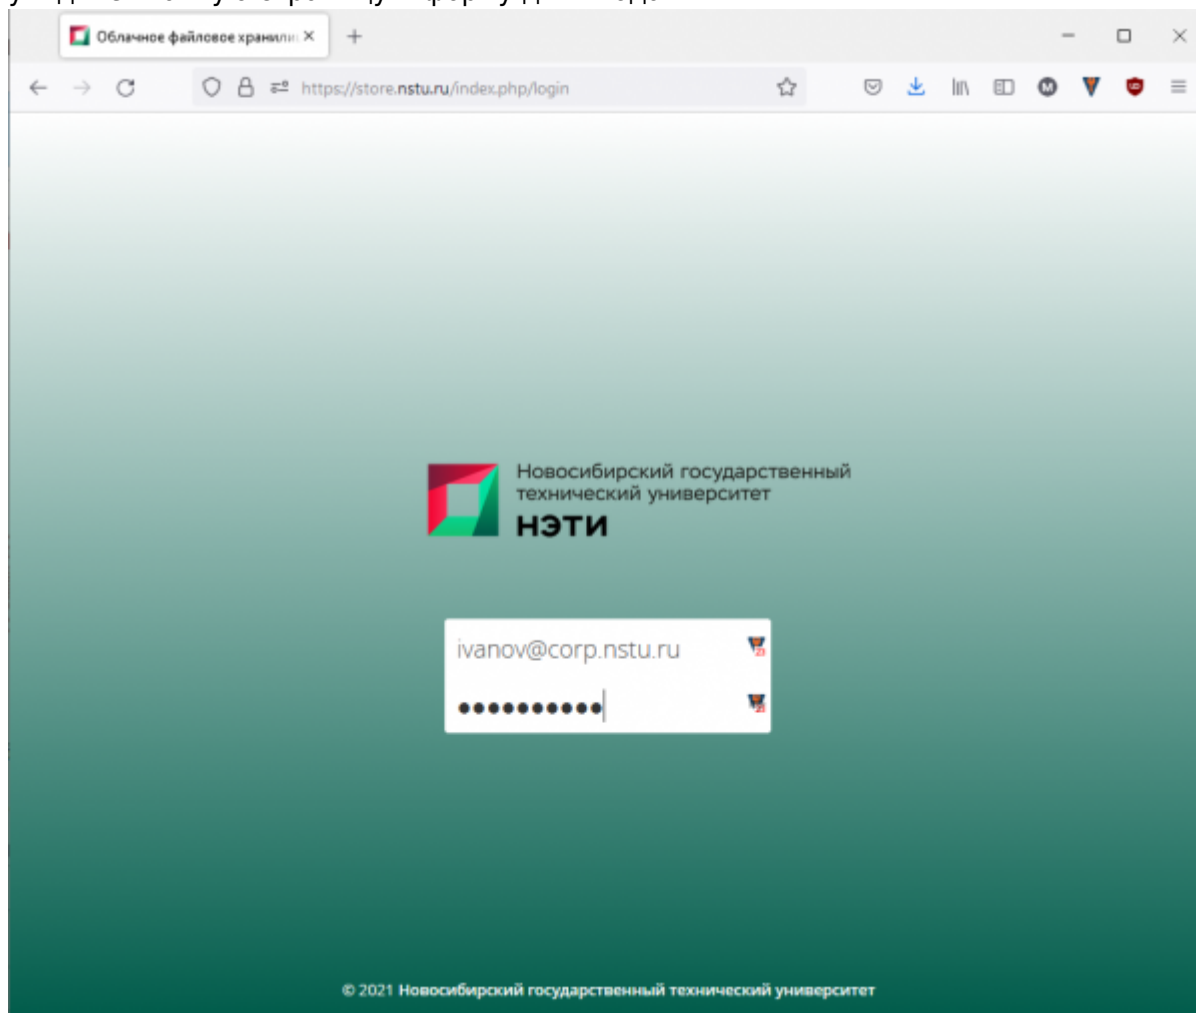 Облачное файловое хранили
https://store.nstu.ru/index.php/login
Новосибирский государственный
технический университет
НЭТИ
ivanov@corp.nstu.ru
●●●●●●●●●●
© 2021 Новосибирский государственный технический университет